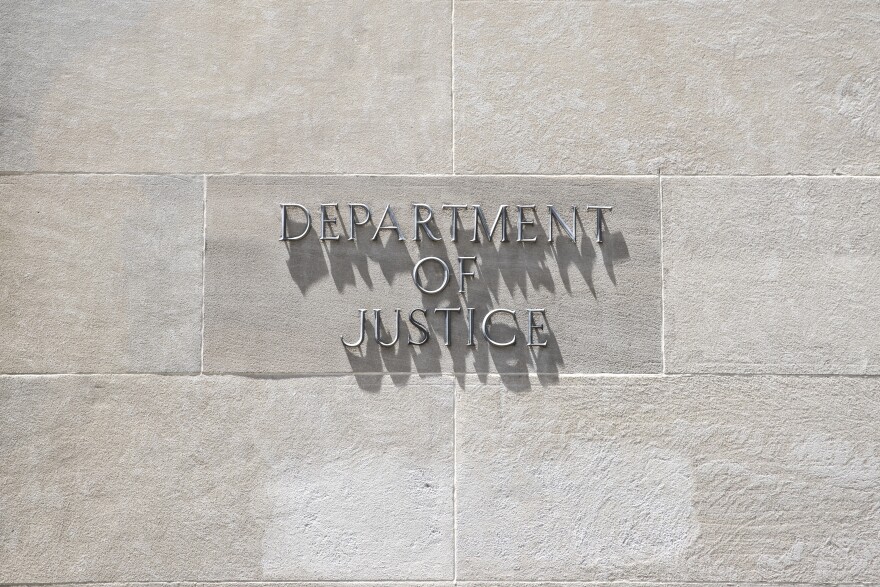 DEPARTMENT
OF
JUSTICE